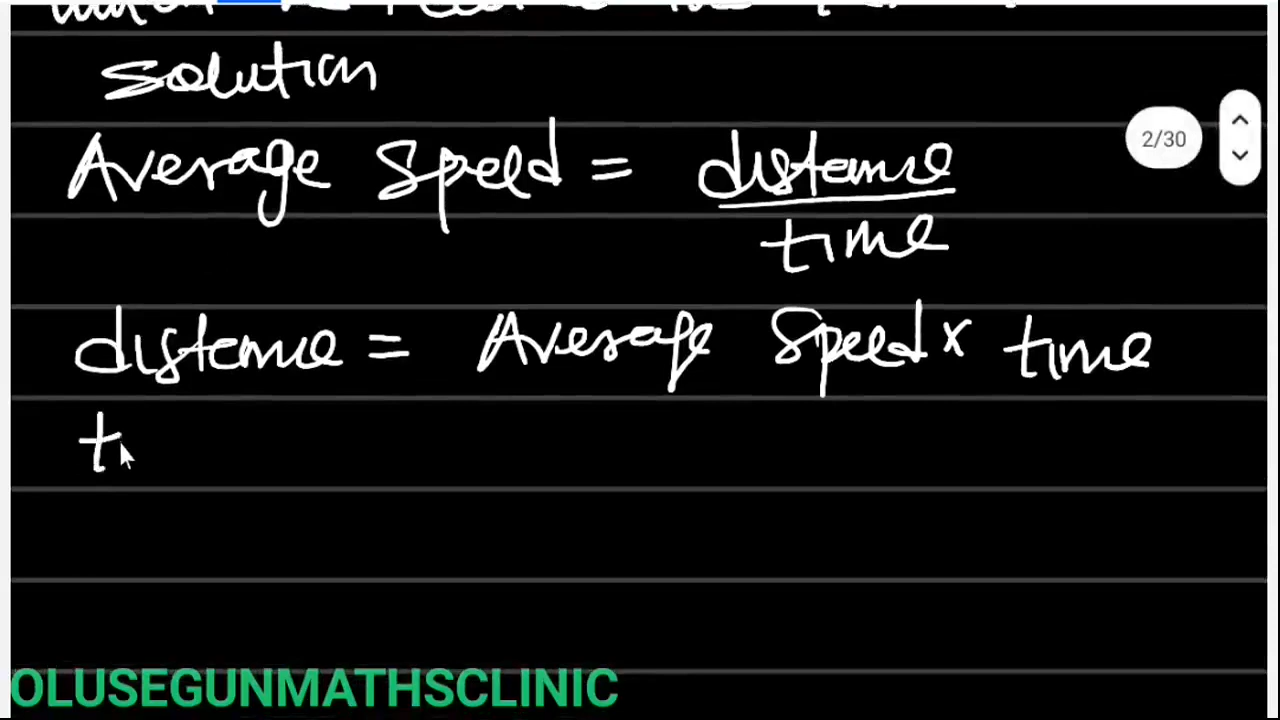 solution
Average speed = distance
time
2/30
distance = Average speed x time
t
OLUSEGUNMATHSCLINIC